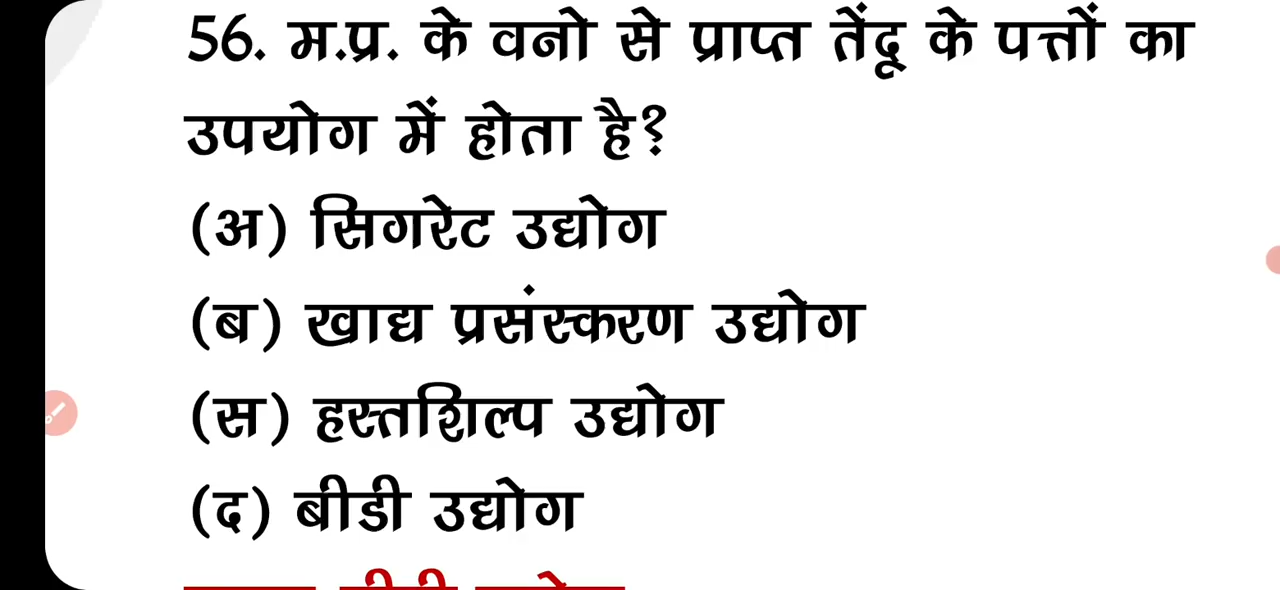 56. म.प्र. के वनो से प्राप्त तेंदू के पत्तों का
उपयोग में होता है?
(अ) सिगरेट उद्योग
(ब) खाद्य प्रसंस्करण उद्योग
(स) हस्तशिल्प उद्योग
(द) बीडी उद्योग